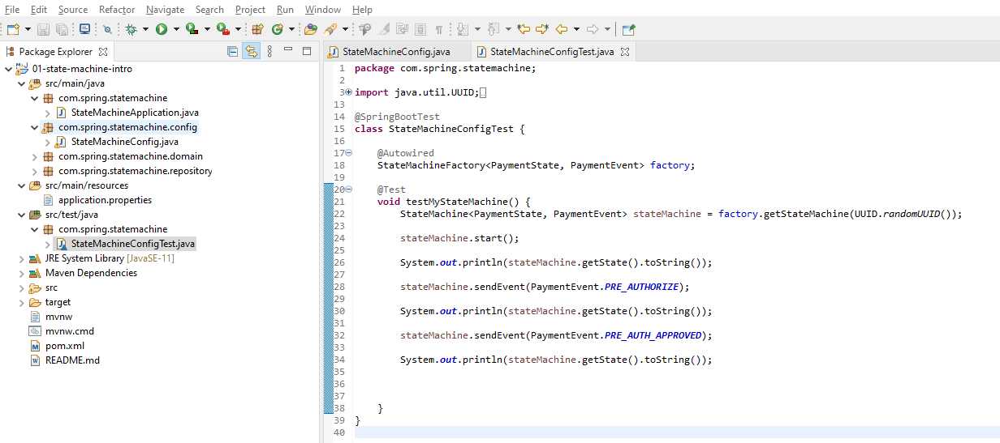 File Edit Source Refactor Navigate Search Project Run Window Help
Package Explorer
01-state-machine-intro
src/main/java
com.spring.statemachine
StateMachineApplication.java
com.spring.statemachine.config
StateMachineConfig.java
com.spring.statemachine.domain
com.spring.statemachine.repository
src/main/resources
application.properties
src/test/java
com.spring.statemachine
StateMachineConfigTest.java
JRE System Library [JavaSE-11]
Maven Dependencies
src
target
mvnw
mvnw.cmd
pom.xml
README.md
StateMachineConfig.java StateMachineConfigTest.java
1 package com.spring.statemachine;
2
3 import java.util.UUID;
13
14 @SpringBootTest
15 class StateMachineConfigTest {
16
17 @Autowired
18 StateMachineFactory<PaymentState, PaymentEvent> factory;
19
20 @Test
21 void testMyStateMachine() {
22 StateMachine<PaymentState, PaymentEvent> stateMachine = factory.getStateMachine(UUID.randomUUID());
23
24 stateMachine.start();
25
26 System.out.println(stateMachine.getState().toString());
27
28 stateMachine.sendEvent(PaymentEvent.PRE_AUTHORIZE);
29
30 System.out.println(stateMachine.getState().toString());
31
32 stateMachine.sendEvent(PaymentEvent.PRE_AUTH_APPROVED);
33
34 System.out.println(stateMachine.getState().toString());
35
36
37
38 }
39 }
40